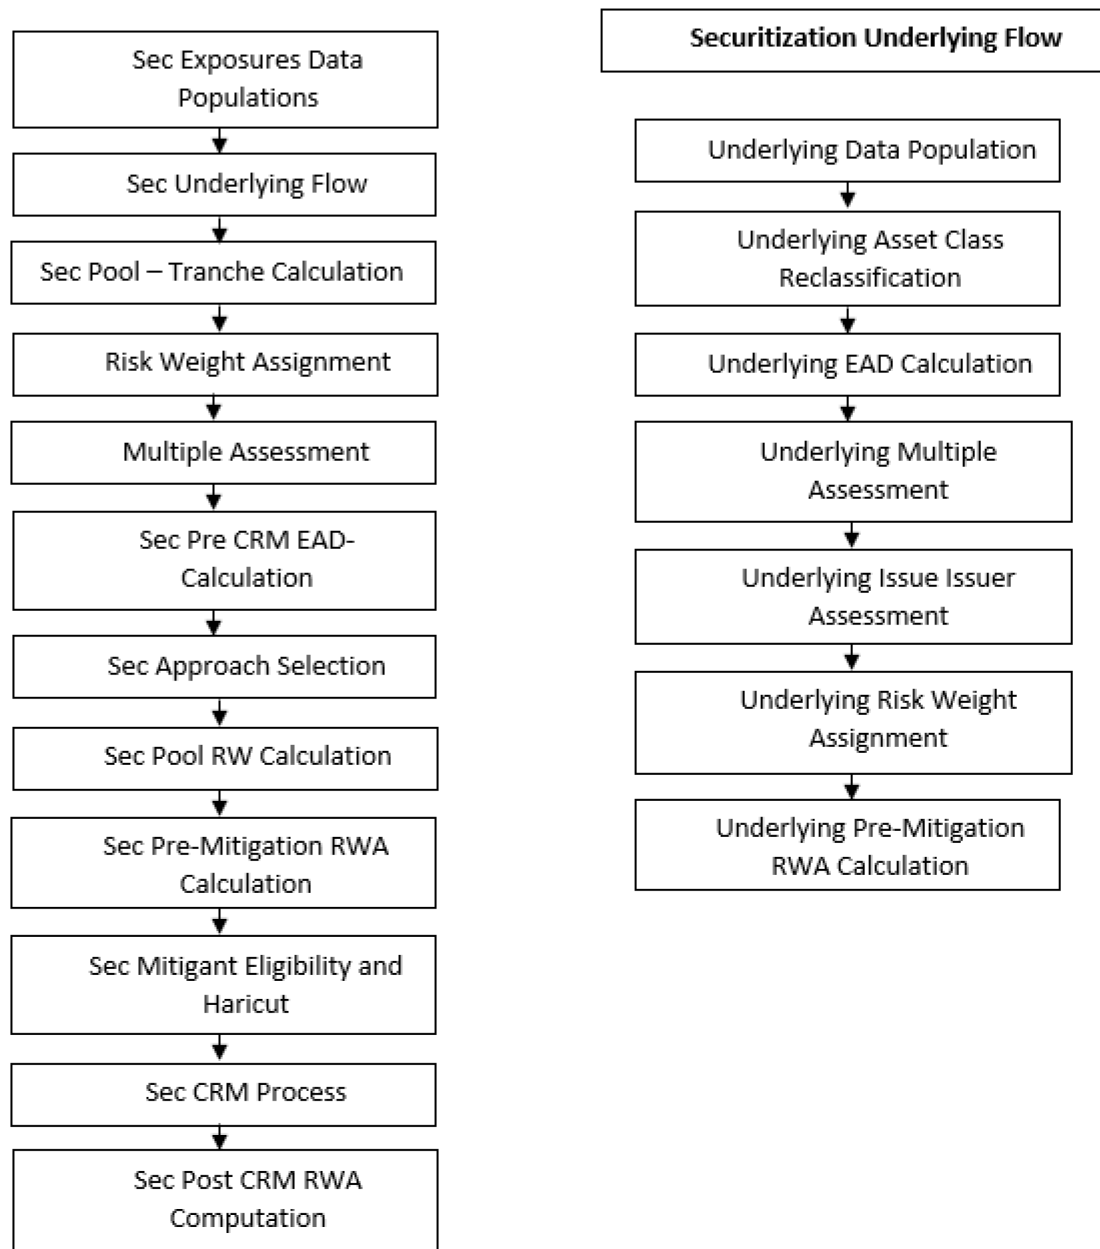 Sec Exposures Data
Populations
Sec Underlying Flow
Sec Pool – Tranche Calculation
Risk Weight Assignment
Multiple Assessment
Sec Pre CRM EAD-
Calculation
Sec Approach Selection
Sec Pool RW Calculation
Sec Pre-Mitigation RWA
Calculation
Sec Mitigant Eligibility and
Haricut
Sec CRM Process
Sec Post CRM RWA
Computation
Securitization Underlying Flow
Underlying Data Population
Underlying Asset Class
Reclassification
Underlying EAD Calculation
Underlying Multiple
Assessment
Underlying Issue Issuer
Assessment
Underlying Risk Weight
Assignment
Underlying Pre-Mitigation
RWA Calculation